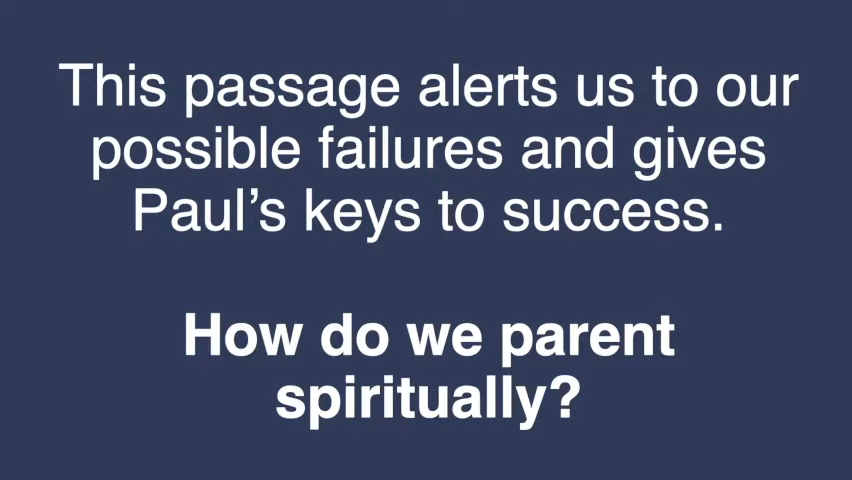 This passage alerts us to our
possible failures and gives
Paul’s keys to success.
How do we parent
spiritually?